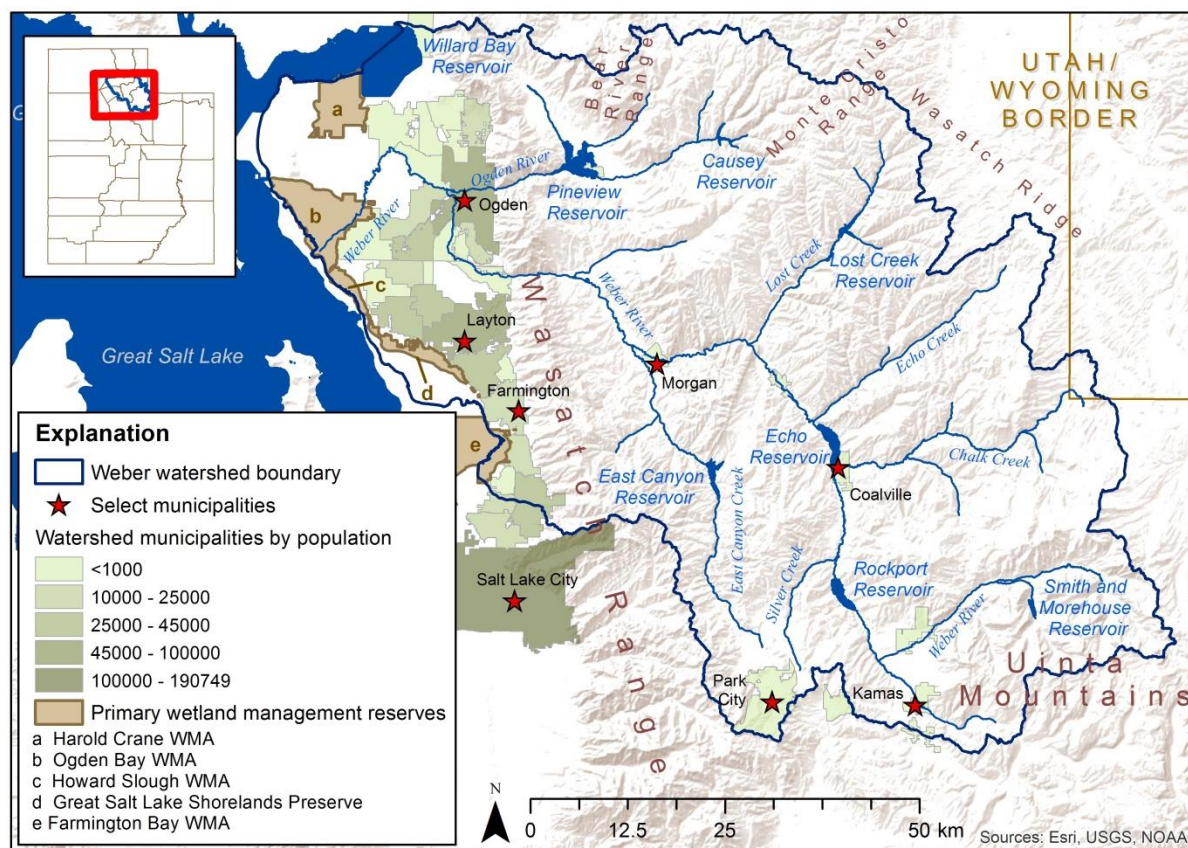 Willard Bay
Reservoir
Bear
River
Range
Monte Cristo
Range
Wasatch Ridge
UTAH/
WYOMING
BORDER
G
a
Ogden River
Causey
Reservoir
Pineview
Reservoir
Ogden
b
Weber River
c
Lost Creek
Lost Creek
Reservoir
Weber River
Layton
Echo Creek
Great Salt Lake
Morgan
d
Farmington
Wasatch Range
e
Echo
Reservoir
Chalk Creek
East Canyon
Reservoir
Coalville
East Canyon Creek
Silver Creek
Rockport
Reservoir
Smith and
Morehouse
Reservoir
Salt Lake City
Weber River
Uinta
Mountains
Park
City
Kamas
Explanation
Weber watershed boundary
Select municipalities
Watershed municipalities by population
<1000
10000 - 25000
25000 - 45000
45000 - 100000
100000 - 190749
Primary wetland management reserves
a Harold Crane WMA
b Ogden Bay WMA
c Howard Slough WMA
d Great Salt Lake Shorelands Preserve
e Farmington Bay WMA
N
0 12.5 25 50 km
Sources: Esri, USGS, NOAA